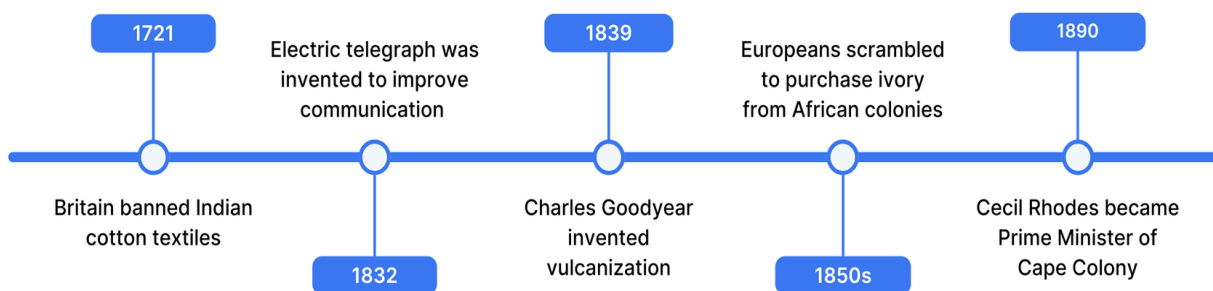 1721
Britain banned Indian
cotton textiles
Electric telegraph was
invented to improve
communication
1832
1839
Charles Goodyear
invented
vulcanization
Europeans scrambled
to purchase ivory
from African colonies
1850s
1890
Cecil Rhodes became
Prime Minister of
Cape Colony